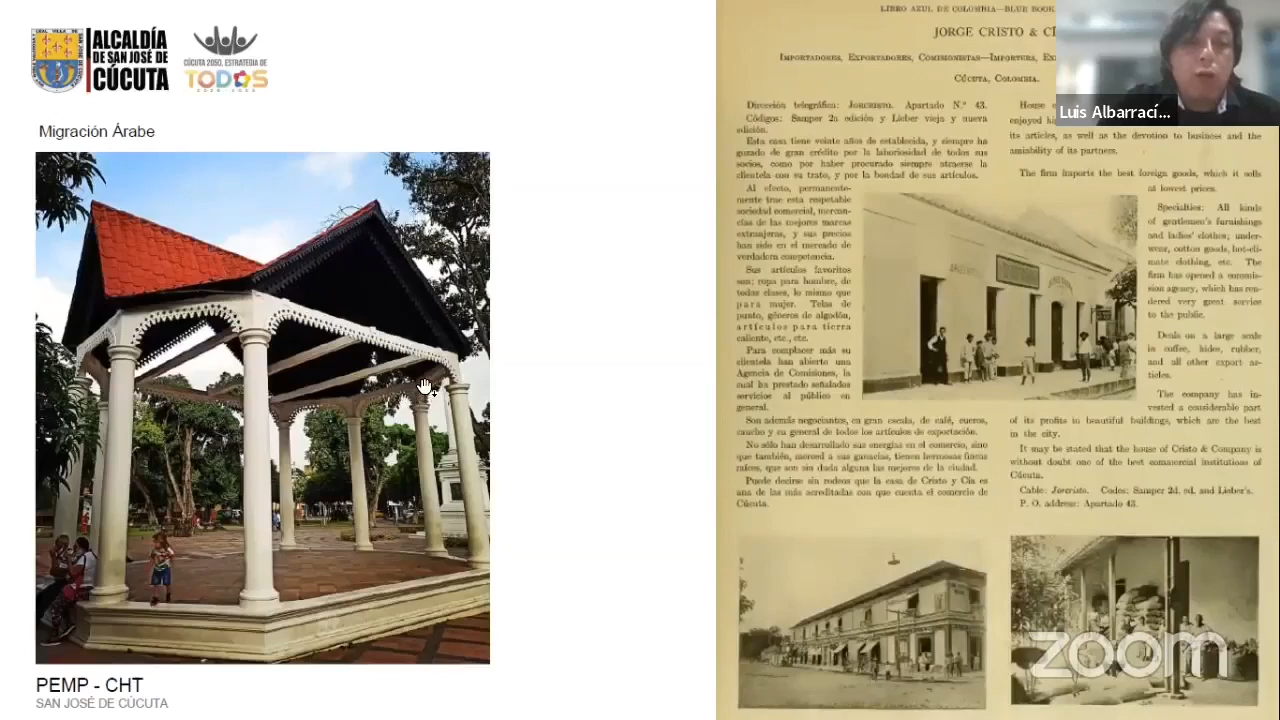 ALCALDÍA
DE SAN JOSÉ DE
CÚCUTA
CÚCUTA 2050, ESTRATEGIA DE
TODOS
Migración Árabe
PEMP - CHT
SAN JOSÉ DE CÚCUTA
LIBRO AZUL DE COLOMBIA—BLUE BOOK
JORGE CRISTO &
IMPORTADORES, EXPORTADORES, COMISIONISTAS—IMPORTERS,
CÚCUTA, COLOMBIA.
Dirección telegráfica: JORCRISTO. Apartado N.º 43.
Códigos: Samper 2a edición y Lieber vieja y nueva
edición.
Esta casa tiene veinte años de establecida, y siempre ha
gozado de gran crédito por la laboriosidad de todos sus
socios, como por haber procurado siempre atraerse la
clientela con su trato, y por la bondad de sus artículos.
Al efecto, permanente-
mente trae esta respetable
sociedad comercial, mercan-
cías de las mejores marcas
extranjeras, y sus precios
han sido en el mercado de
verdadera competencia.
Sus artículos favoritos
son: ropa para hombre, de
todas clases, lo mismo que
para mujer. Telas de
punto, géneros de algodón,
artículos para tierra
caliente, etc., etc.
Para complacer más su
clientela han abierto una
Agencia de Comisiones, la
cual ha prestado señalados
servicios al público en
general.
Son además negociantes, en gran escala, de café, cueros,
caucho y en general de todos los artículos de exportación.
No sólo han desarrollado sus energías en el comercio, sino
que también, merced a sus ganacias, tienen hermosas fincas
raíces, que son sin duda alguna las mejores de la ciudad.
Puede decirse sin rodeos que la casa de Cristo y Cía es
una de las más acreditadas con que cuenta el comercio de
Cúcuta.
House
enjoyed
its articles, as well as the devotion to business and the
amiability of its partners.
The firm imports the best foreign goods, which it sells
at lowest prices.
Specialties: All kinds
of gentlemen's furnishings
and ladies' clothes; under-
wear, cotton goods, hot-cli-
mate clothing, etc. The
firm has opened a commis-
sion agency, which has ren-
dered very great service
to the public.
Deals on a large scale
in coffee, hides, rubber,
and all other export ar-
ticles.
The company has in-
vested a considerable part
of its profits in beautiful buildings, which are the best
in the city.
It may be stated that the house of Cristo & Company is
without doubt one of the best commercial institutions of
Cúcuta.
Cable: Jorcristo. Codes: Samper 2d. ed. and Lieber's.
P. O. address: Apartado 43.
Luis Albarrací...
zoom